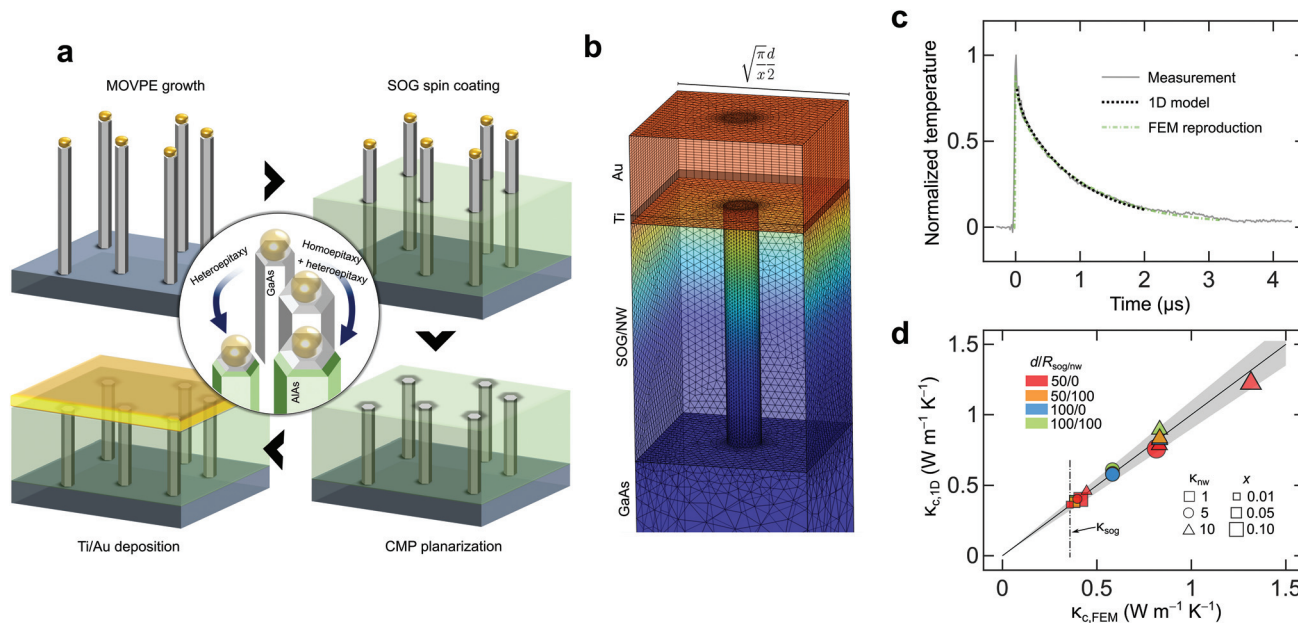 a
MOVPE growth
SOG spin coating
Heteroepitaxy
GaAs
Homoepitaxy
+ heteroepitaxy
AlAs
Ti/Au deposition
CMP planarization
b
√(π/x) d/2
Au
Ti
SOG/NW
GaAs
c
Normalized temperature
1
0.5
0
Measurement
1D model
FEM reproduction
0 1 2 3 4
Time (µs)
d
κc,1D (W m⁻¹ K⁻¹)
1.5
1.0
0.5
0
d/Rsog/nw
50/0
50/100
100/0
100/100
κsog
κnw x
1 0.01
5 0.05
10 0.10
0 0.5 1 1.5
κc,FEM (W m⁻¹ K⁻¹)